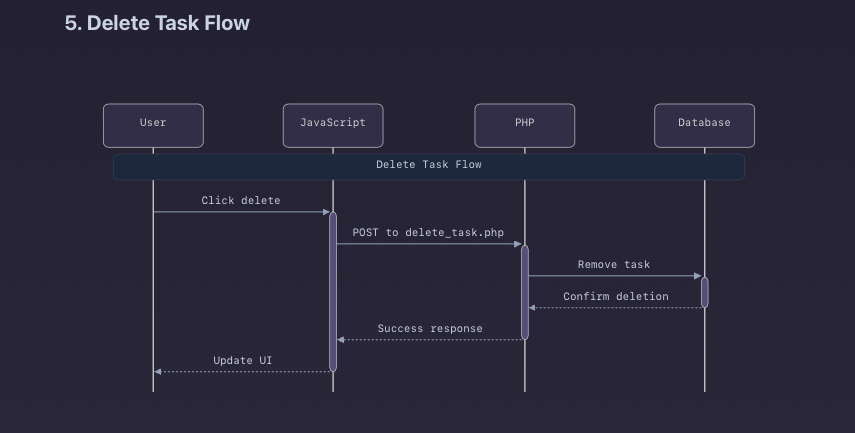 5. Delete Task Flow
User
JavaScript
PHP
Database
Delete Task Flow
Click delete
POST to delete_task.php
Remove task
Confirm deletion
Success response
Update UI